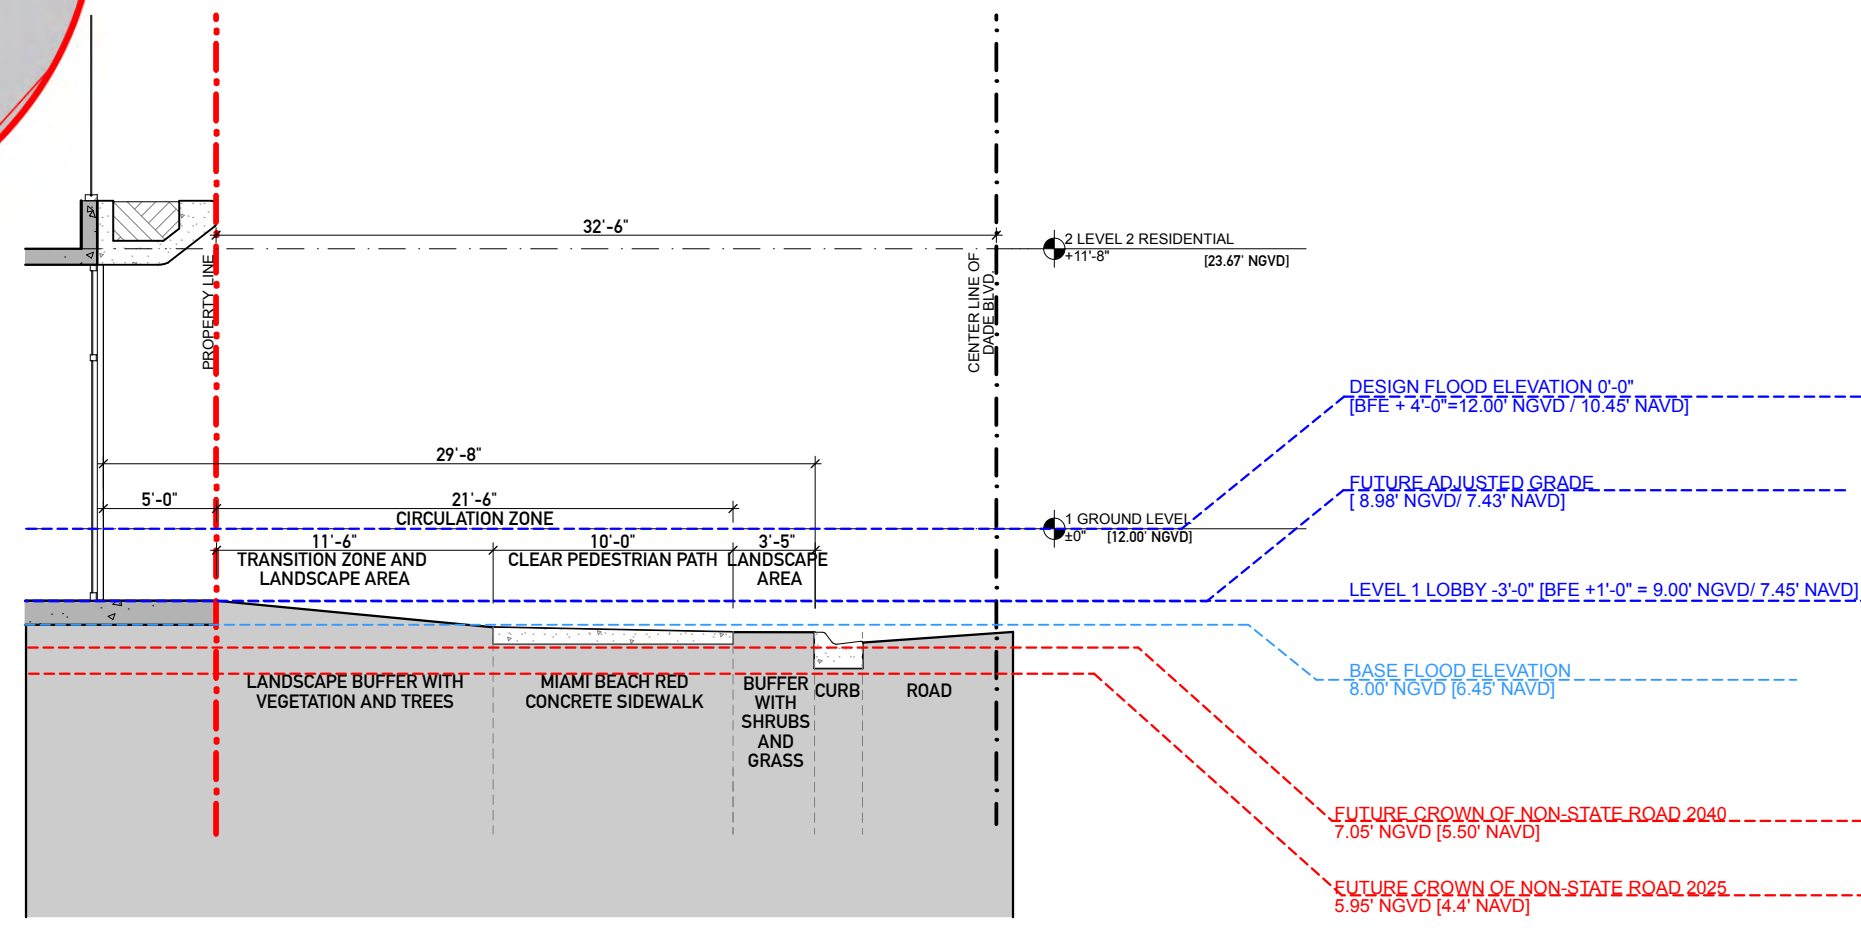 32'-6"
2 LEVEL 2 RESIDENTIAL
+11'-8"
[23.67' NGVD]
PROPERTY LINE
CENTER LINE OF
DADE BLVD.
DESIGN FLOOD ELEVATION 0'-0"
[BFE + 4'-0"=12.00' NGVD / 10.45' NAVD]
29'-8"
5'-0"
21'-6"
CIRCULATION ZONE
FUTURE ADJUSTED GRADE
[ 8.98' NGVD/ 7.43' NAVD]
1 GROUND LEVEL
±0"
[12.00' NGVD]
11'-6"
TRANSITION ZONE AND
LANDSCAPE AREA
10'-0"
CLEAR PEDESTRIAN PATH
3'-5"
LANDSCAPE
AREA
LEVEL 1 LOBBY -3'-0" [BFE +1'-0" = 9.00' NGVD/ 7.45' NAVD]
LANDSCAPE BUFFER WITH
VEGETATION AND TREES
MIAMI BEACH RED
CONCRETE SIDEWALK
BUFFER
WITH
SHRUBS
AND
GRASS
CURB
ROAD
BASE FLOOD ELEVATION
8.00' NGVD [6.45' NAVD]
FUTURE CROWN OF NON-STATE ROAD 2040
7.05' NGVD [5.50' NAVD]
FUTURE CROWN OF NON-STATE ROAD 2025
5.95' NGVD [4.4' NAVD]